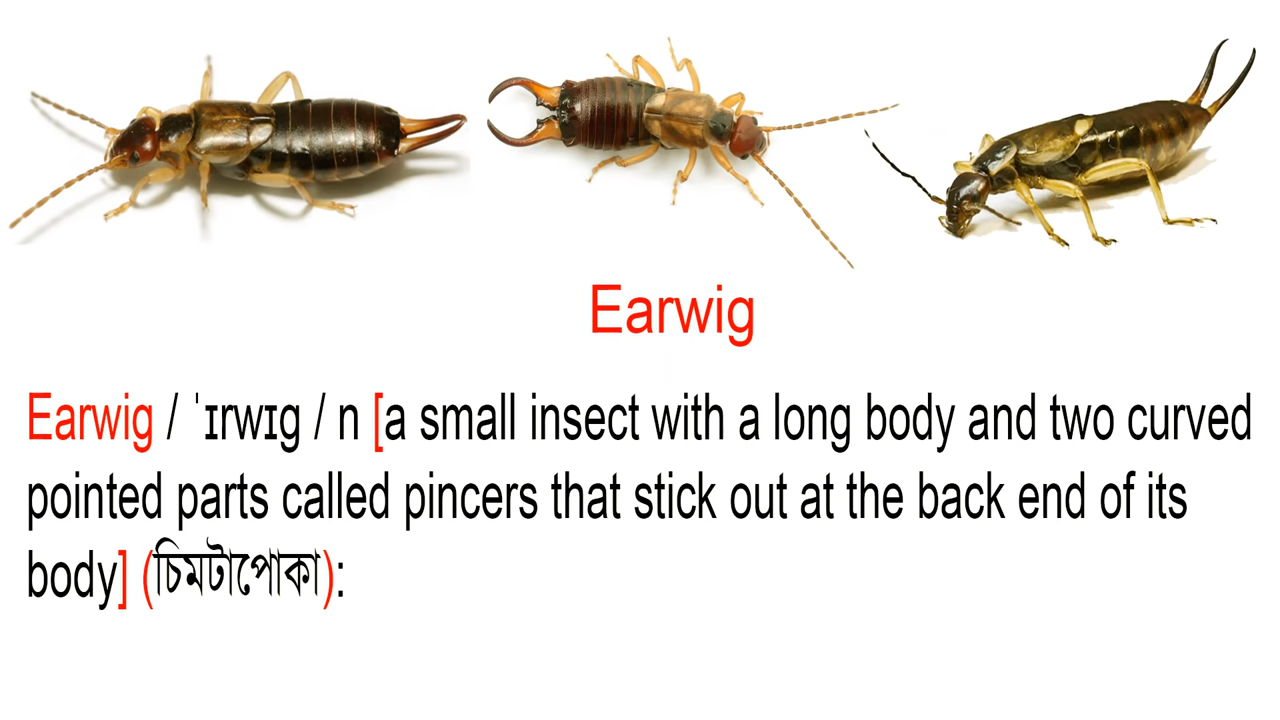 Earwig
Earwig / ˈɪrwɪg / n [a small insect with a long body and two curved
pointed parts called pincers that stick out at the back end of its
body] (চিমটাপোকা):